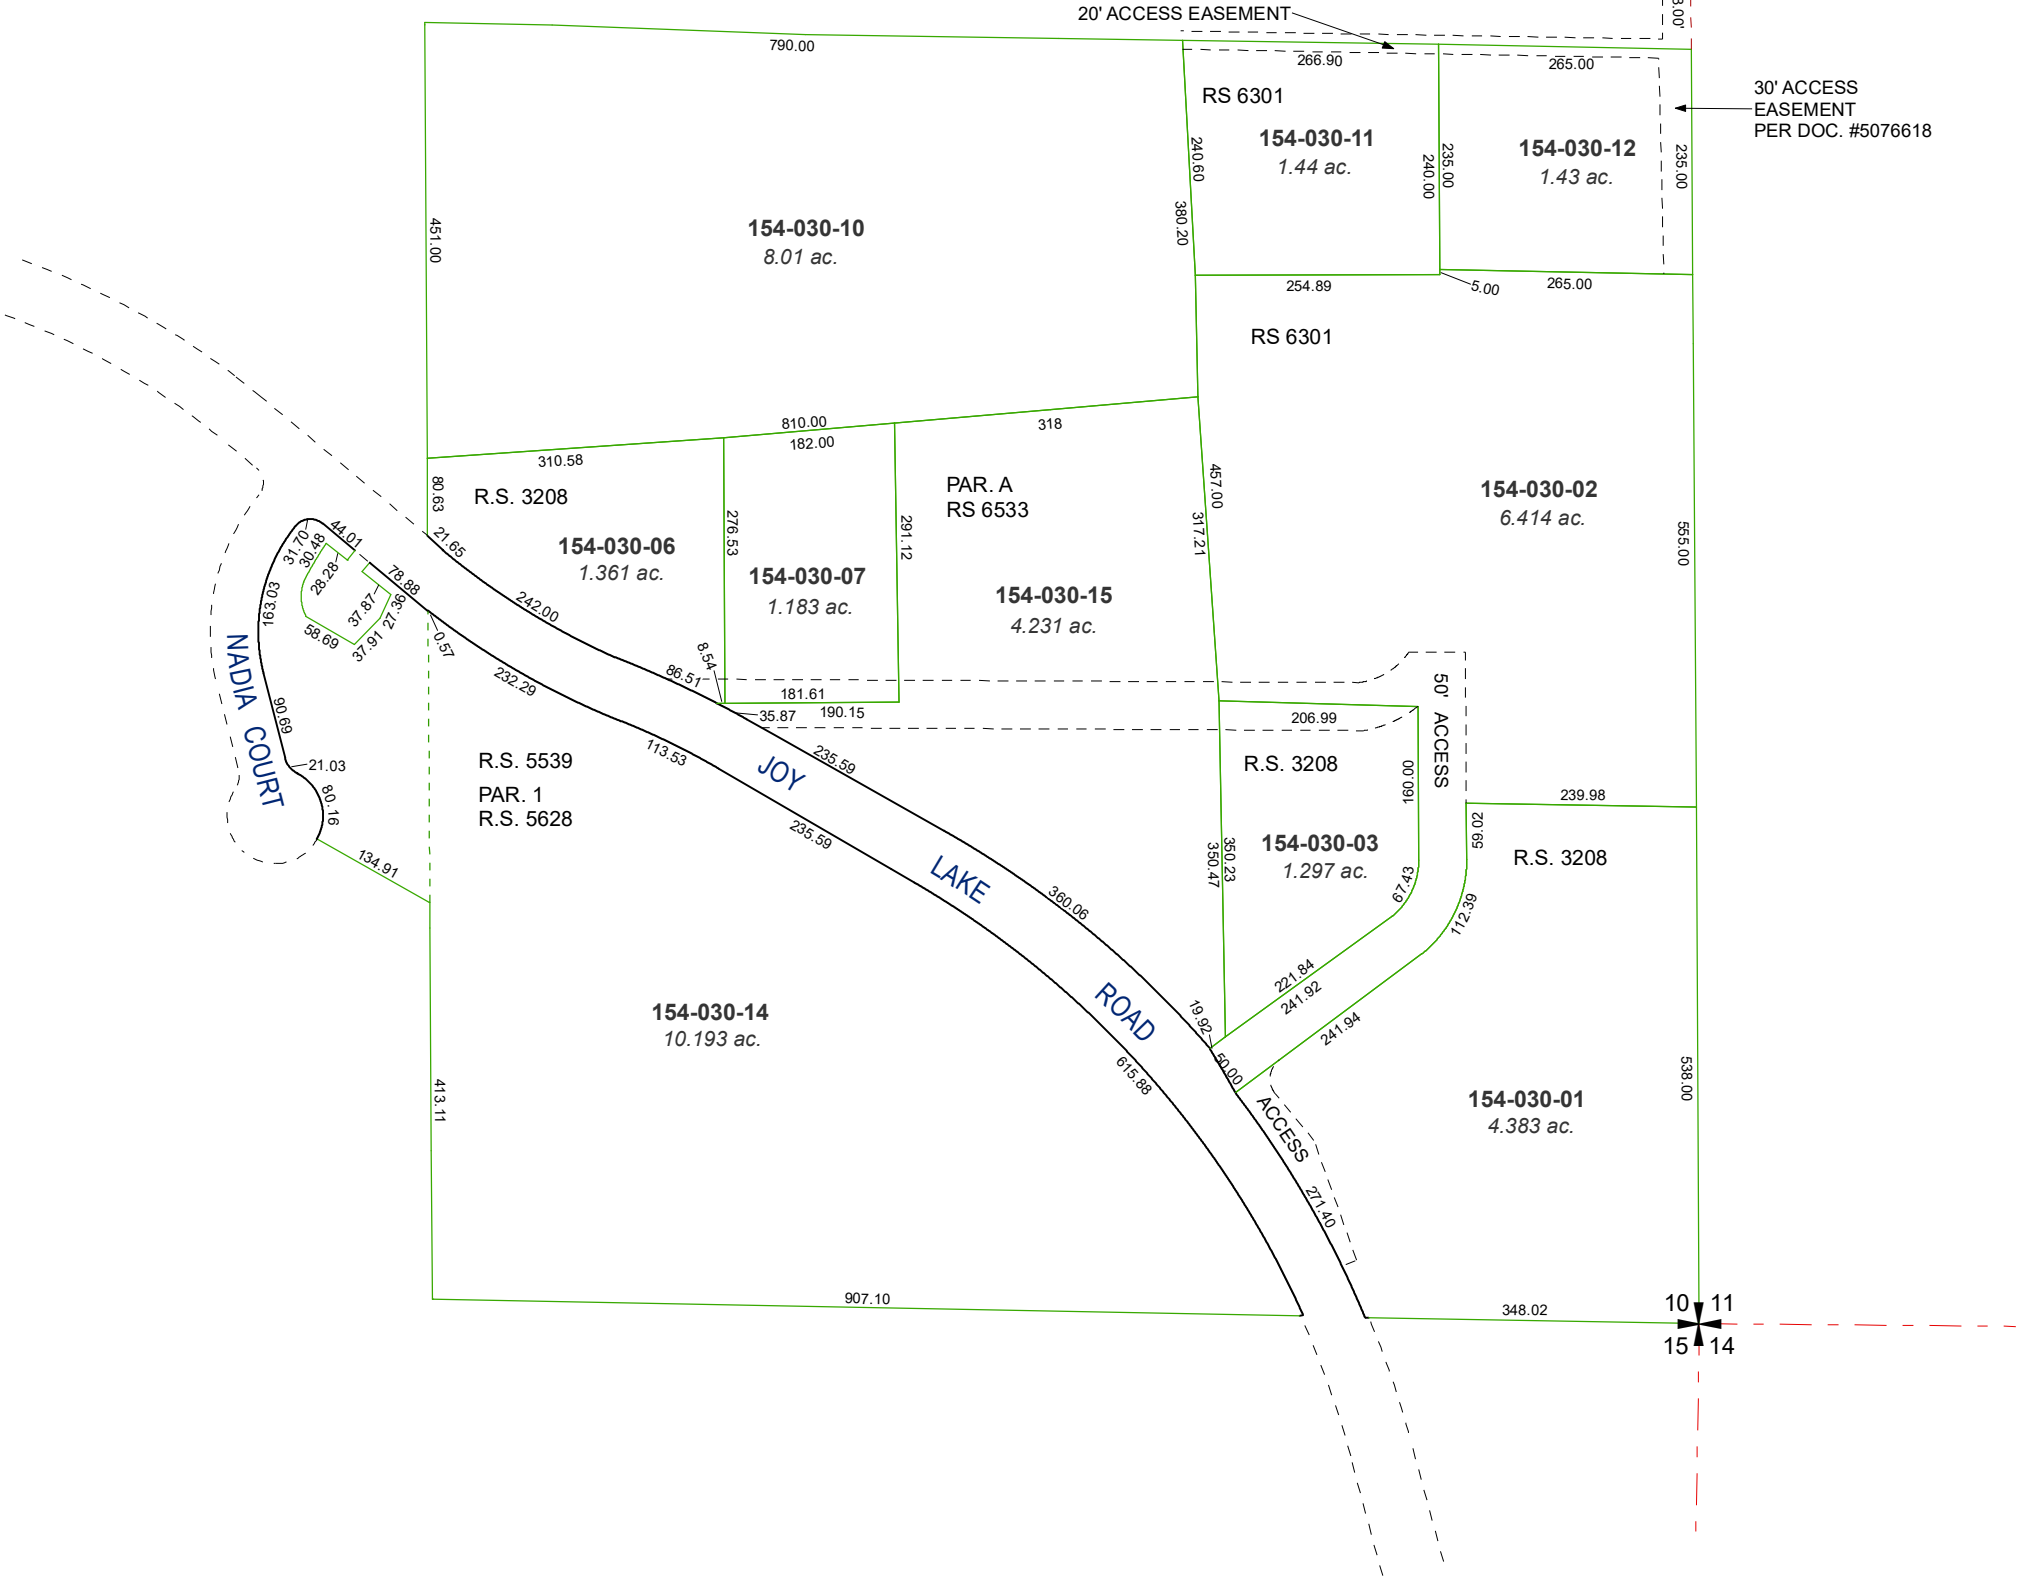 20' ACCESS EASEMENT
790.00
266.90
265.00
30' ACCESS
EASEMENT
PER DOC. #5076618
RS 6301
154-030-11
1.44 ac.
154-030-12
1.43 ac.
240.60
240.00
235.00
235.00
380.20
451.00
154-030-10
8.01 ac.
254.89
5.00
265.00
RS 6301
810.00
182.00
318
310.58
80.63
R.S. 3208
PAR. A
RS 6533
457.00
317.21
154-030-02
6.414 ac.
555.00
276.53
291.12
154-030-06
1.361 ac.
154-030-07
1.183 ac.
154-030-15
4.231 ac.
44.01
31.70
30.48
28.28
21.65
78.88
37.87
27.36
37.91
58.69
163.03
0.57
242.00
232.29
86.51
8.54
181.61
190.15
35.87
NADIA COURT
90.69
21.03
80.16
134.91
R.S. 5539
PAR. 1
R.S. 5628
113.53
235.59
235.59
JOY
LAKE
ROAD
206.99
R.S. 3208
160.00
50' ACCESS
239.98
59.02
R.S. 3208
154-030-03
1.297 ac.
350.23
350.47
67.43
112.39
360.06
221.84
241.92
241.94
19.92
50.00
154-030-14
10.193 ac.
615.88
413.11
ACCESS
271.40
154-030-01
4.383 ac.
538.00
907.10
348.02
10 11
15 14